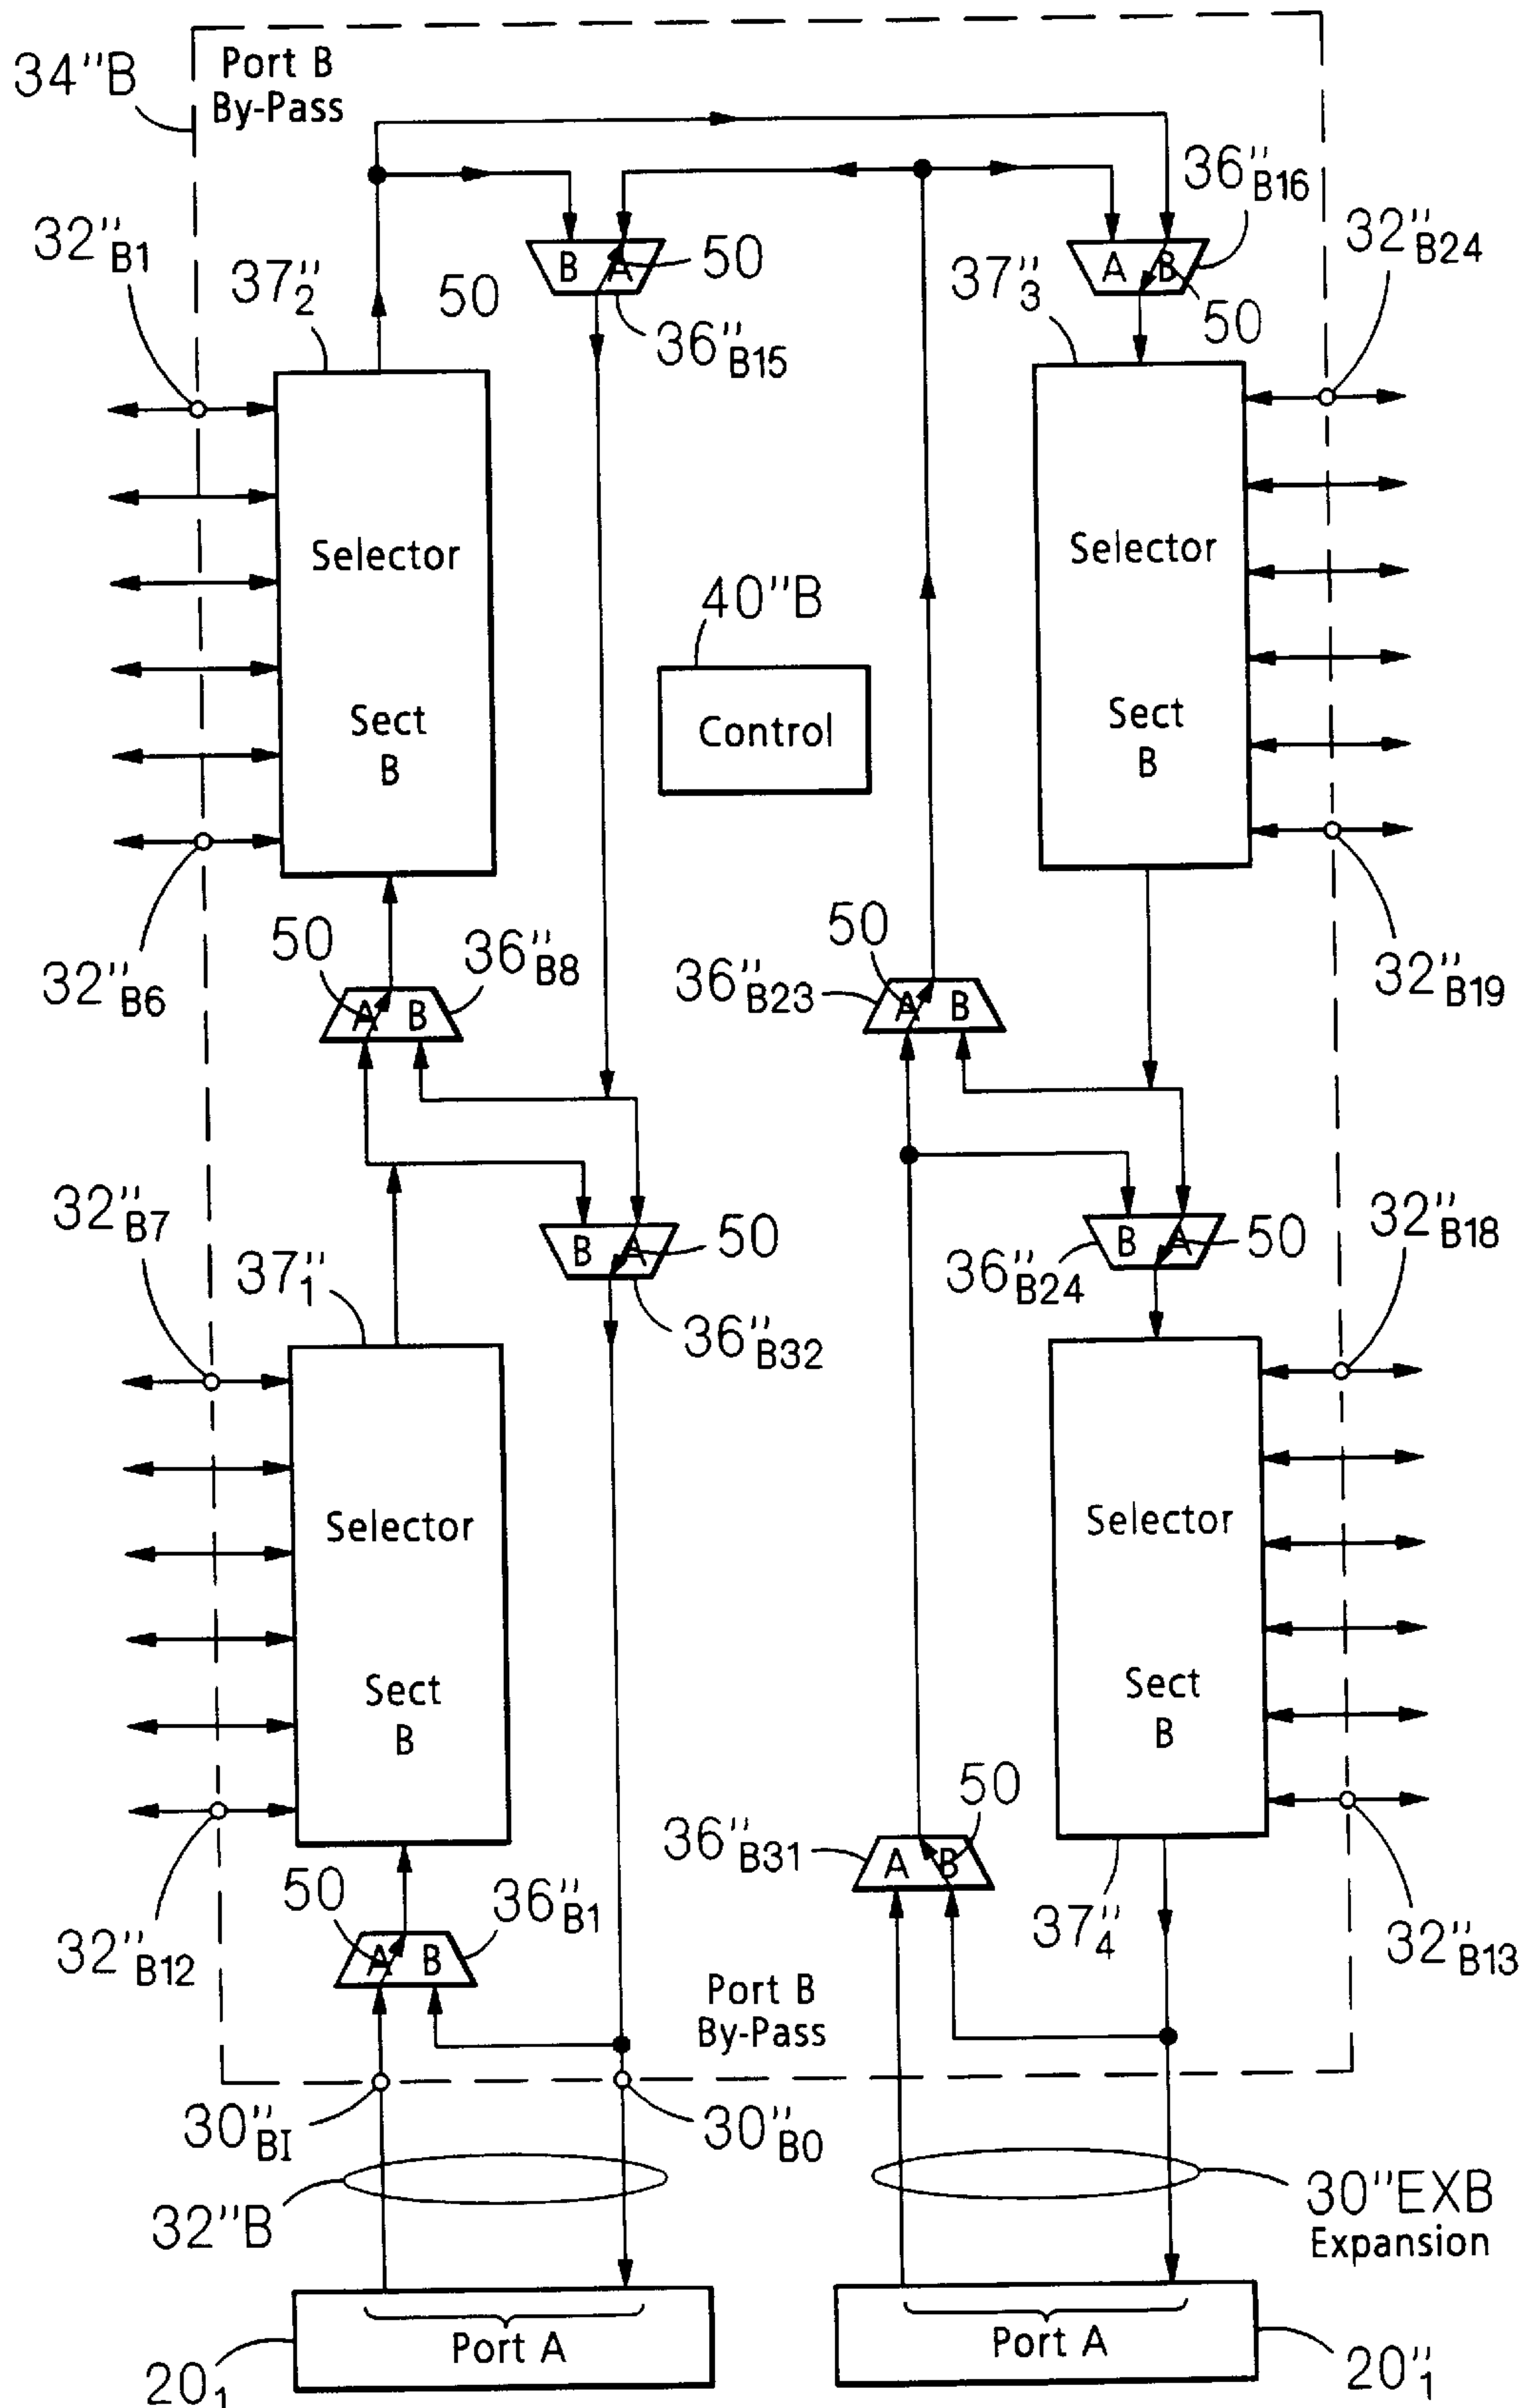 34"B
Port B
By-Pass
36"B16
32"B1
32"B24
37"2
50
B
A
50
37"3
A
B
50
36"B15
Selector
Selector
40"B
Control
Sect
B
Sect
B
50
36"B8
50
36"B23
32"B6
A
B
A
B
32"B19
32"B7
32"B18
37"1
B
A
50
36"B24
B
A
50
36"B32
Selector
Selector
Sect
B
Sect
B
50
36"B31
A
B
50
36"B1
37"4
32"B12
A
B
32"B13
Port B
By-Pass
30"BI
30"BO
32"B
30"EXB
Expansion
Port A
Port A
201
20"1